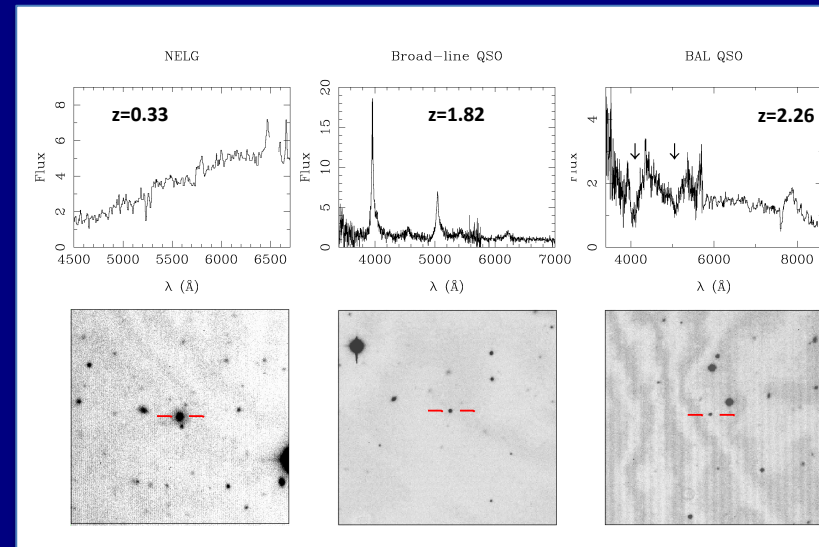 NELG
Broad-line QSO
BAL QSO
z=0.33
z=1.82
z=2.26
Flux
8
6
4
2
0
4500 5000 5500 6000 6500
λ (Å)
Flux
20
15
10
5
0
4000 5000 6000 7000
λ (Å)
Flux
4
2
0
4000 6000 8000
λ (Å)